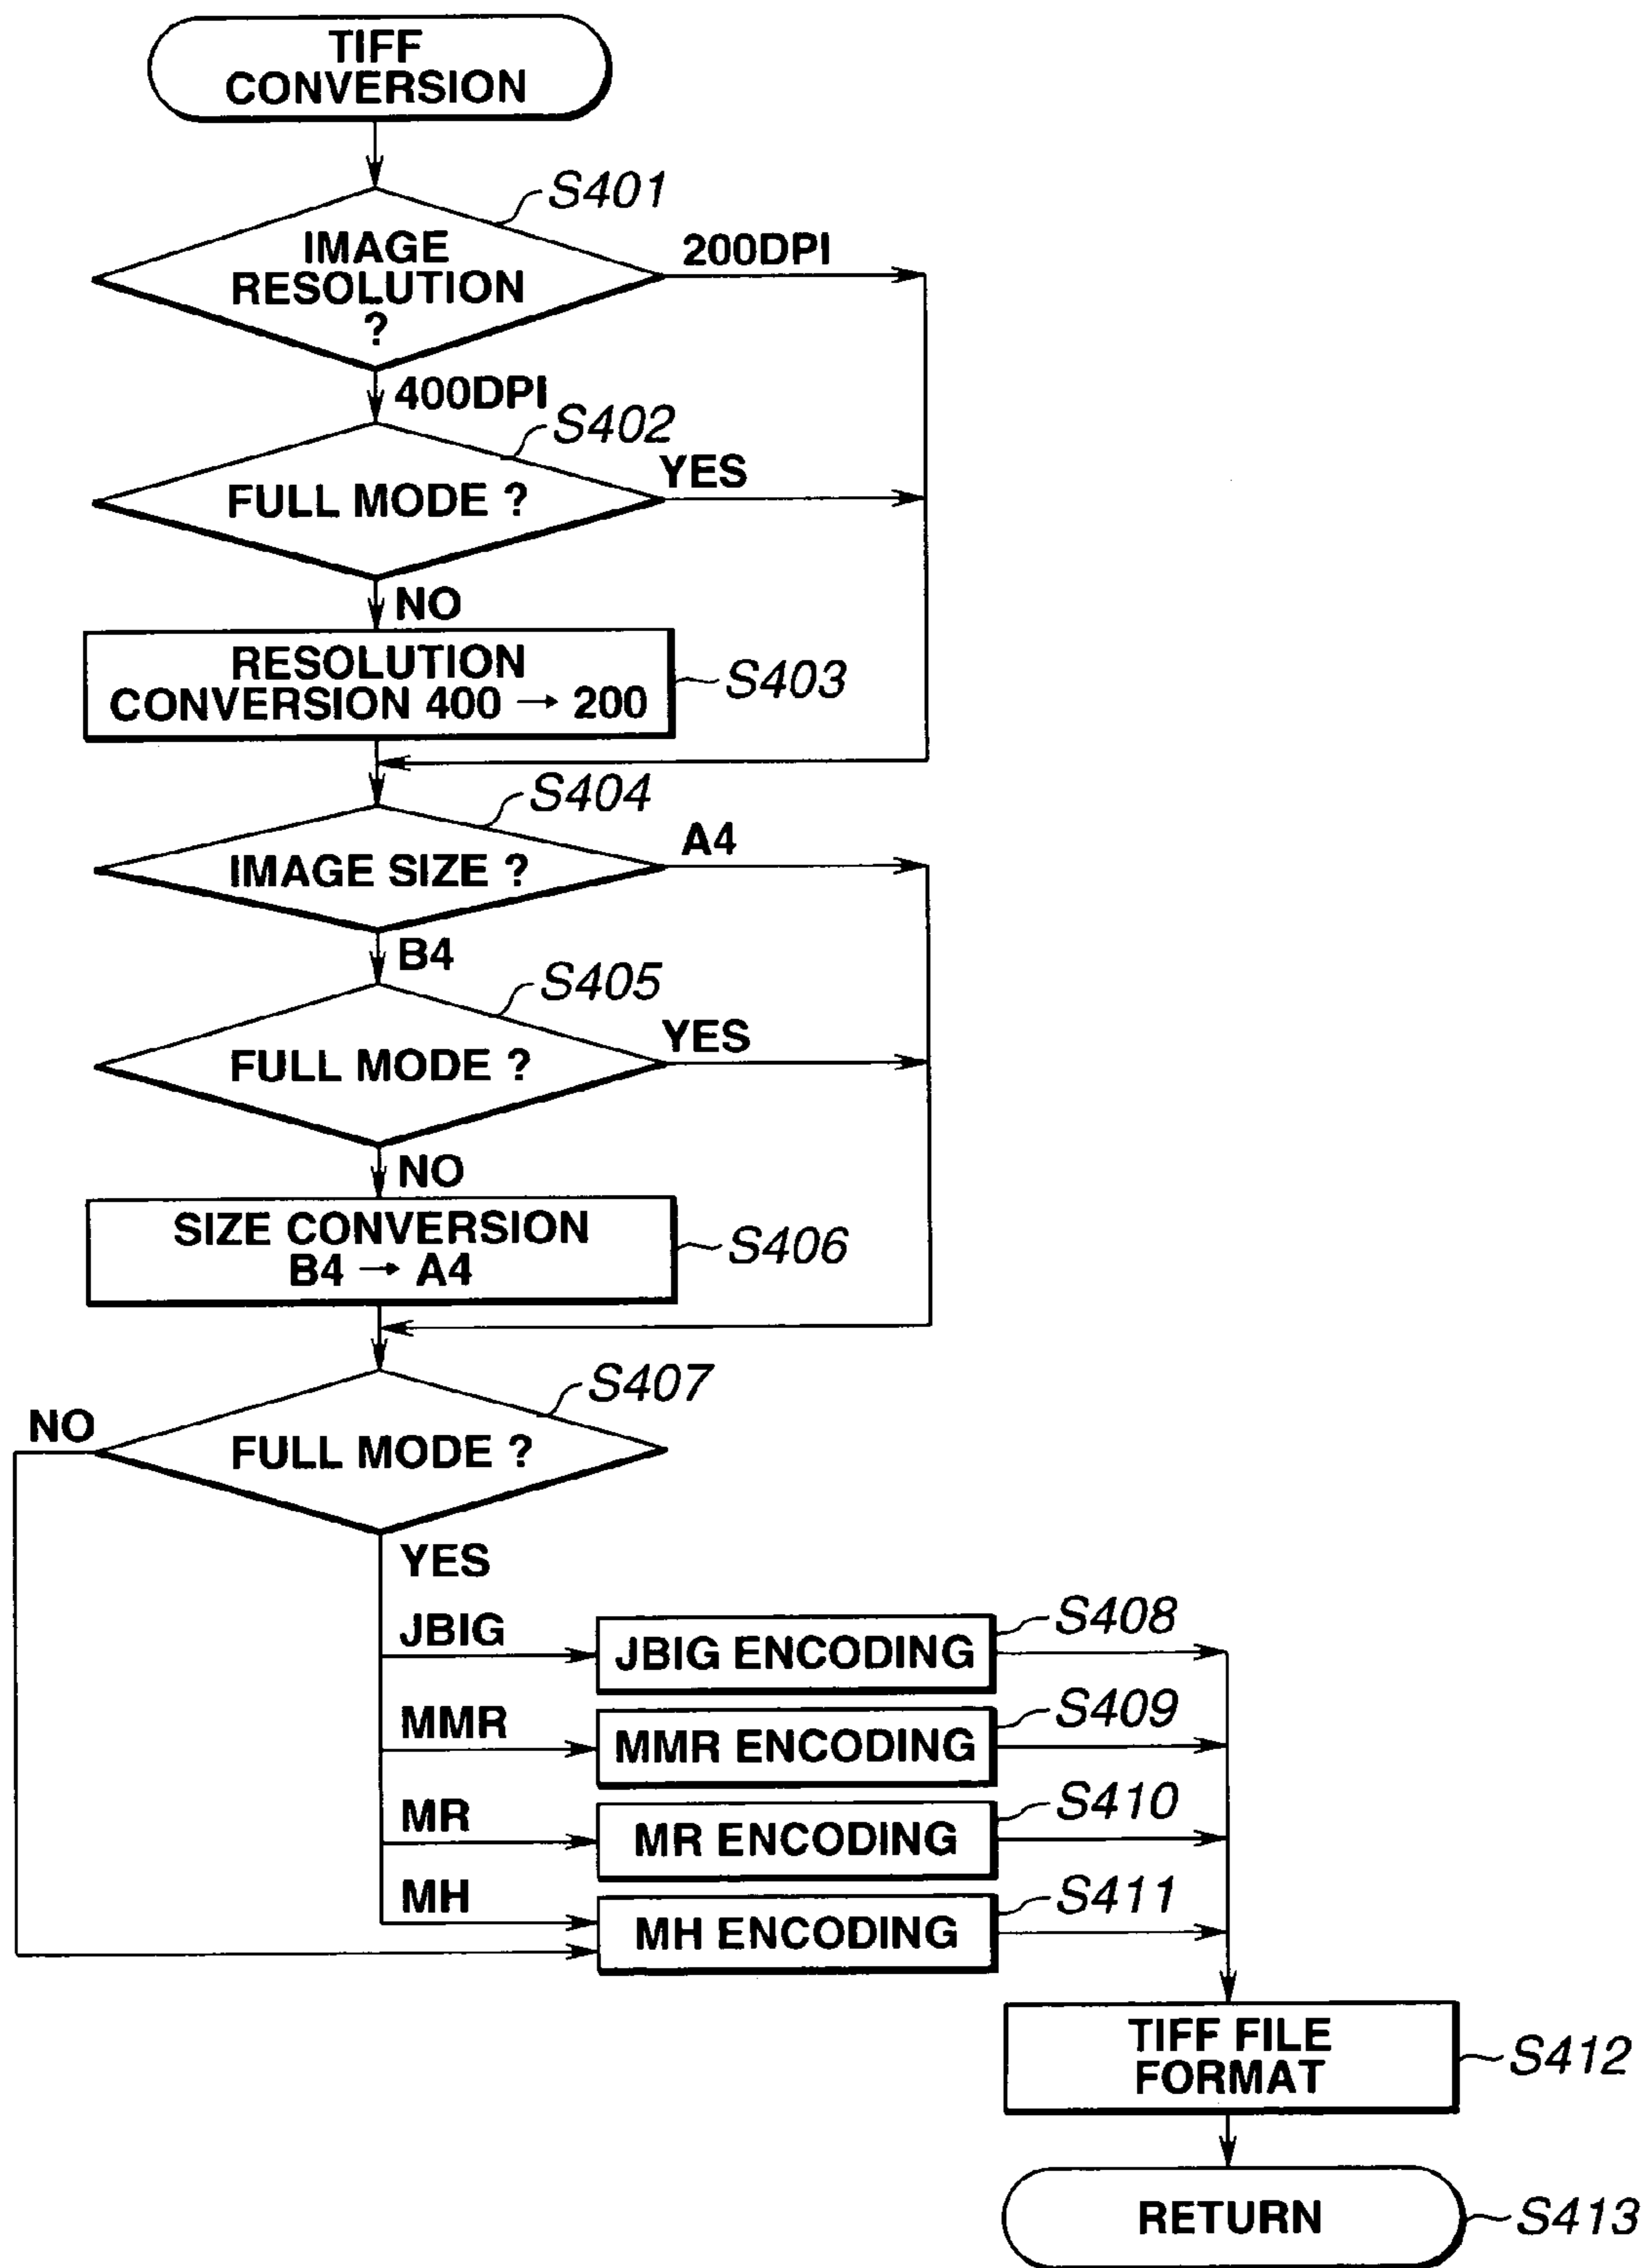 TIFF
CONVERSION
S401
IMAGE
RESOLUTION
?
200DPI
400DPI
S402
FULL MODE ?
YES
NO
RESOLUTION
CONVERSION 400 → 200
S403
S404
IMAGE SIZE ?
A4
B4
S405
FULL MODE ?
YES
NO
SIZE CONVERSION
B4 → A4
S406
S407
NO
FULL MODE ?
YES
JBIG
JBIG ENCODING
S408
MMR
MMR ENCODING
S409
MR
MR ENCODING
S410
MH
MH ENCODING
S411
TIFF FILE
FORMAT
S412
RETURN
S413